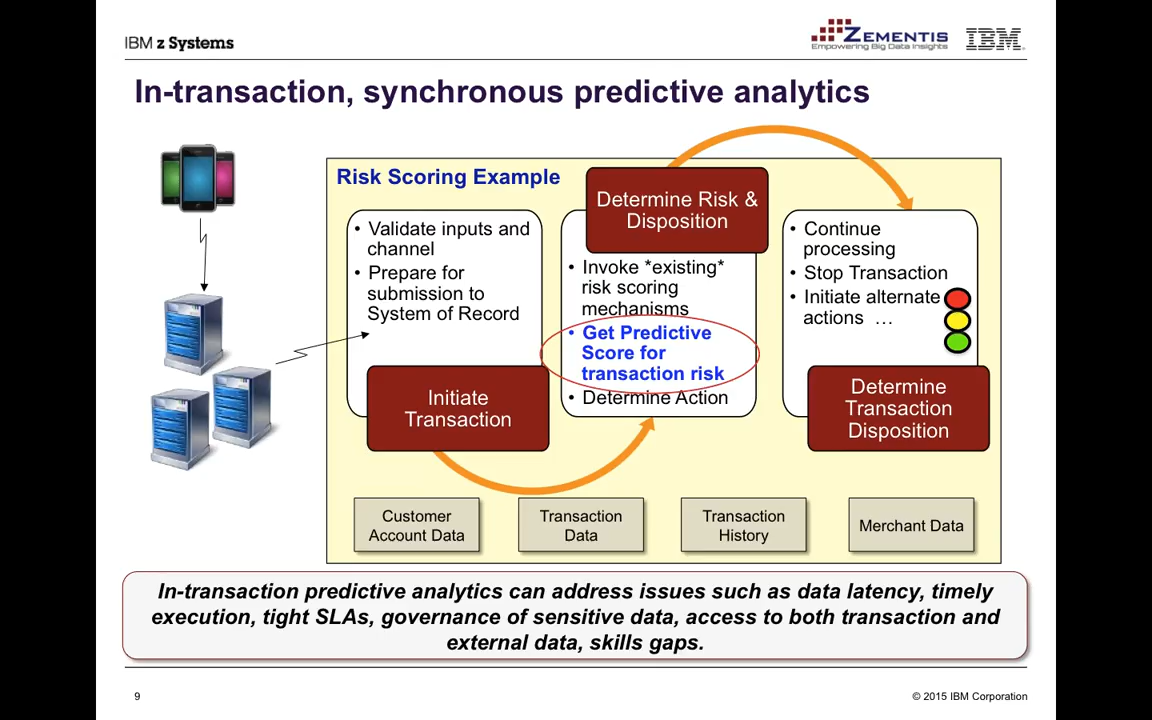 IBM z Systems
ZEMENTIS
Empowering Big Data Insights
IBM
In-transaction, synchronous predictive analytics
Risk Scoring Example
• Validate inputs and
channel
• Prepare for
submission to
System of Record
Initiate
Transaction
Determine Risk &
Disposition
• Invoke *existing*
risk scoring
mechanisms
• Get Predictive
Score for
transaction risk
• Determine Action
• Continue
processing
• Stop Transaction
• Initiate alternate
actions …
Determine
Transaction
Disposition
Customer
Account Data
Transaction
Data
Transaction
History
Merchant Data
In-transaction predictive analytics can address issues such as data latency, timely
execution, tight SLAs, governance of sensitive data, access to both transaction and
external data, skills gaps.
9
© 2015 IBM Corporation